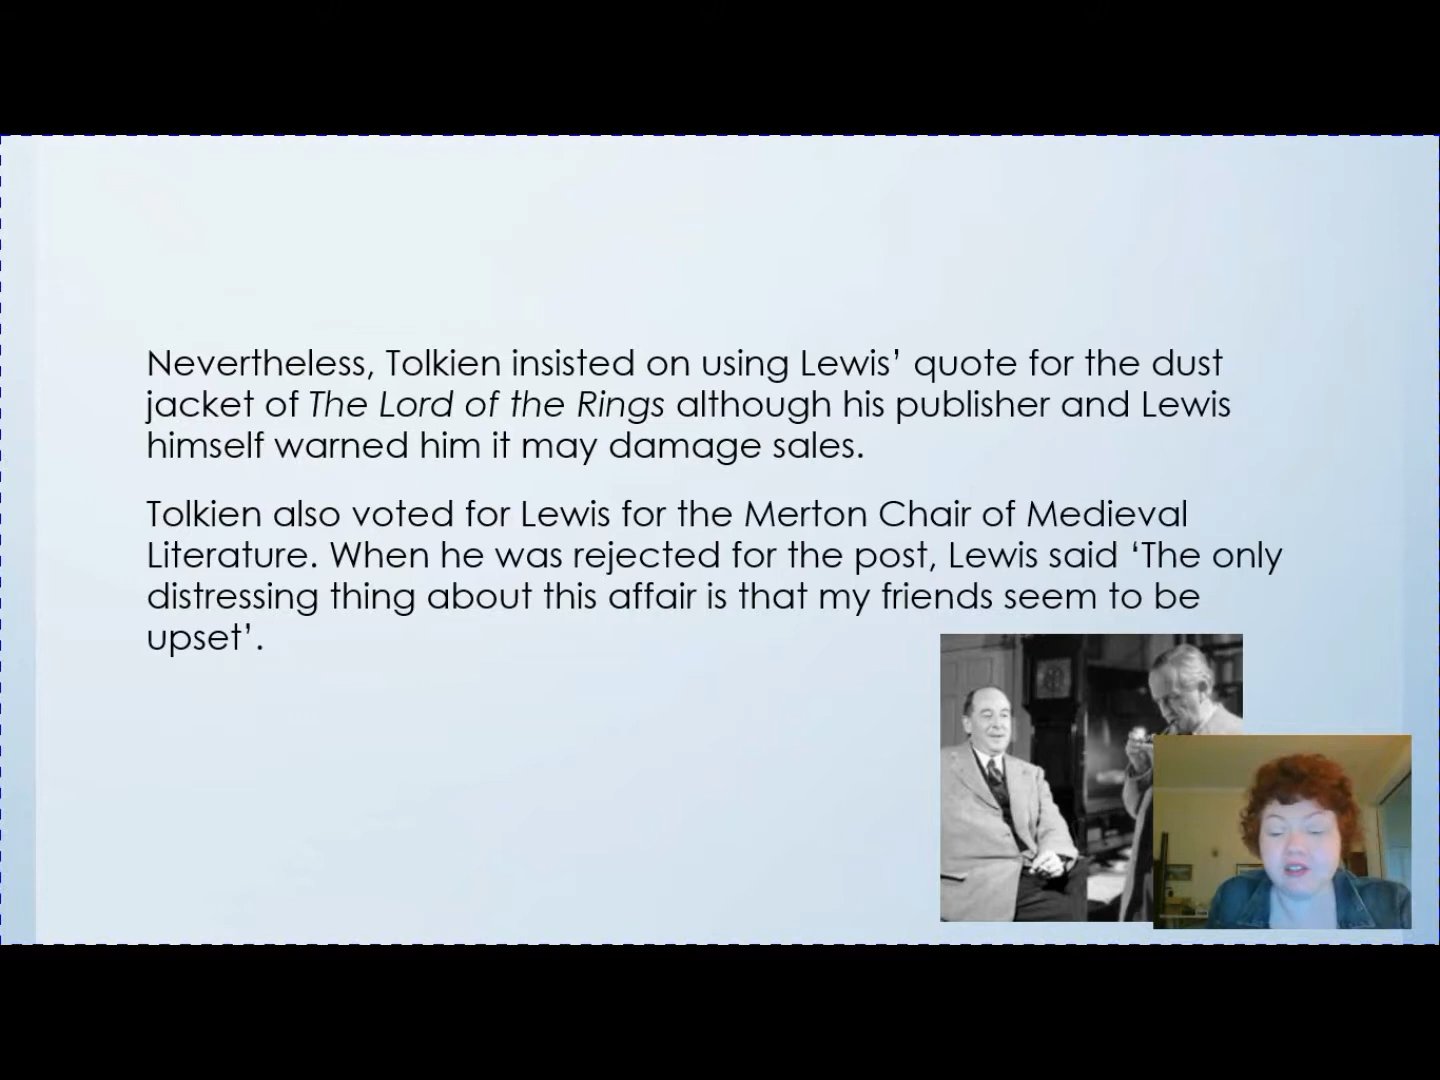 Nevertheless, Tolkien insisted on using Lewis’ quote for the dust
jacket of The Lord of the Rings although his publisher and Lewis
himself warned him it may damage sales.
Tolkien also voted for Lewis for the Merton Chair of Medieval
Literature. When he was rejected for the post, Lewis said ‘The only
distressing thing about this affair is that my friends seem to be
upset’.